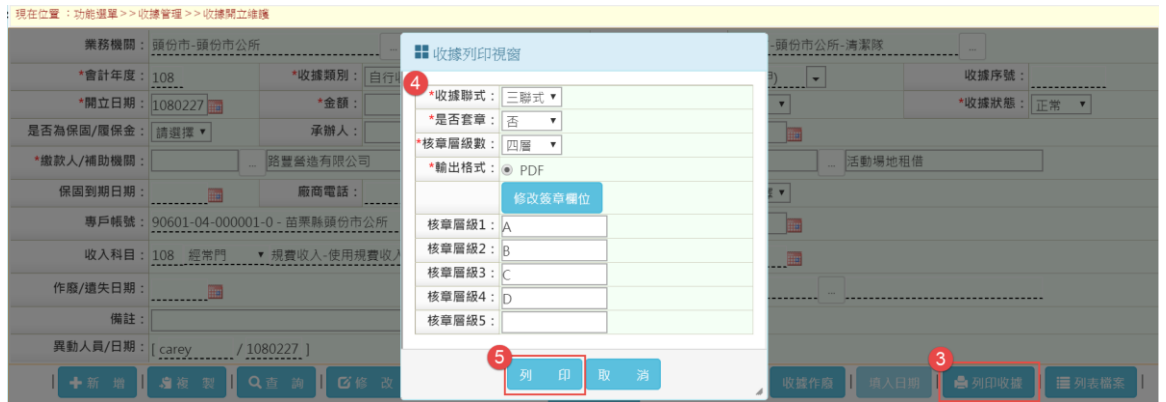 現在位置 ：功能選單>>收據管理>>收據開立維護
業務機關： 頭份市-頭份市公所 ... -頭份市公所-清潔隊 ...
*會計年度： 108 *收據類別： 自行收 收據序號：
*開立日期： 1080227 *金額： *收據狀態： 正常
是否為保固/履保金： 請選擇 承辦人：
*繳款人/補助機關： ... 路豐營造有限公司 ... 活動場地租借
保固到期日期： 廠商電話：
專戶帳號： 90601-04-000001-0 - 苗栗縣頭份市公所
收入科目： 108 經常門 規費收入-使用規費收入
作廢/遺失日期： ...
備註：
異動人員/日期： [ carey / 1080227 ]
收據列印視窗
4
*收據聯式： 三聯式
*是否套章： 否
*核章層級數： 四層
*輸出格式： PDF
修改簽章欄位
核章層級1： A
核章層級2： B
核章層級3： C
核章層級4： D
核章層級5：
5
列 印 取 消
3
新 增 複 製 查 詢 修 改 收據作廢 填入日期 列印收據 列表檔案